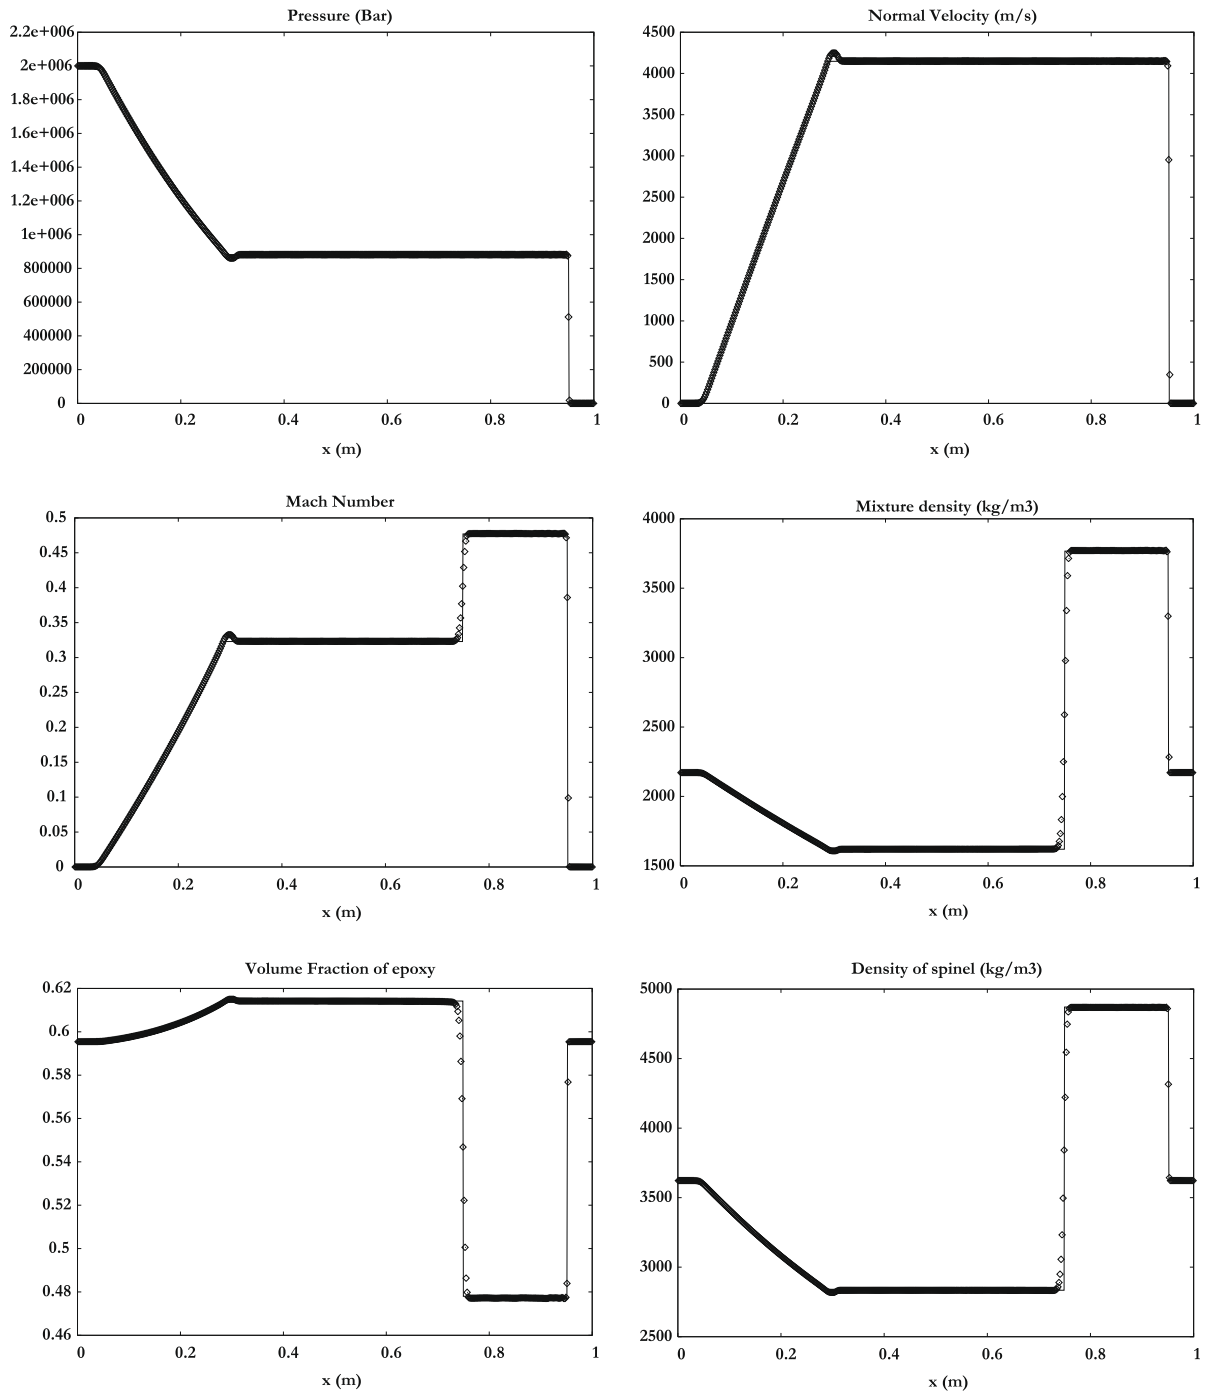 Pressure (Bar)
2.2e+006
2e+006
1.8e+006
1.6e+006
1.4e+006
1.2e+006
1e+006
800000
600000
400000
200000
0
0 0.2 0.4 0.6 0.8 1
x (m)
Normal Velocity (m/s)
4500
4000
3500
3000
2500
2000
1500
1000
500
0
0 0.2 0.4 0.6 0.8 1
x (m)
Mach Number
0.5
0.45
0.4
0.35
0.3
0.25
0.2
0.15
0.1
0.05
0
0 0.2 0.4 0.6 0.8 1
x (m)
Mixture density (kg/m3)
4000
3500
3000
2500
2000
1500
0 0.2 0.4 0.6 0.8 1
x (m)
Volume Fraction of epoxy
0.62
0.6
0.58
0.56
0.54
0.52
0.5
0.48
0.46
0 0.2 0.4 0.6 0.8 1
x (m)
Density of spinel (kg/m3)
5000
4500
4000
3500
3000
2500
0 0.2 0.4 0.6 0.8 1
x (m)